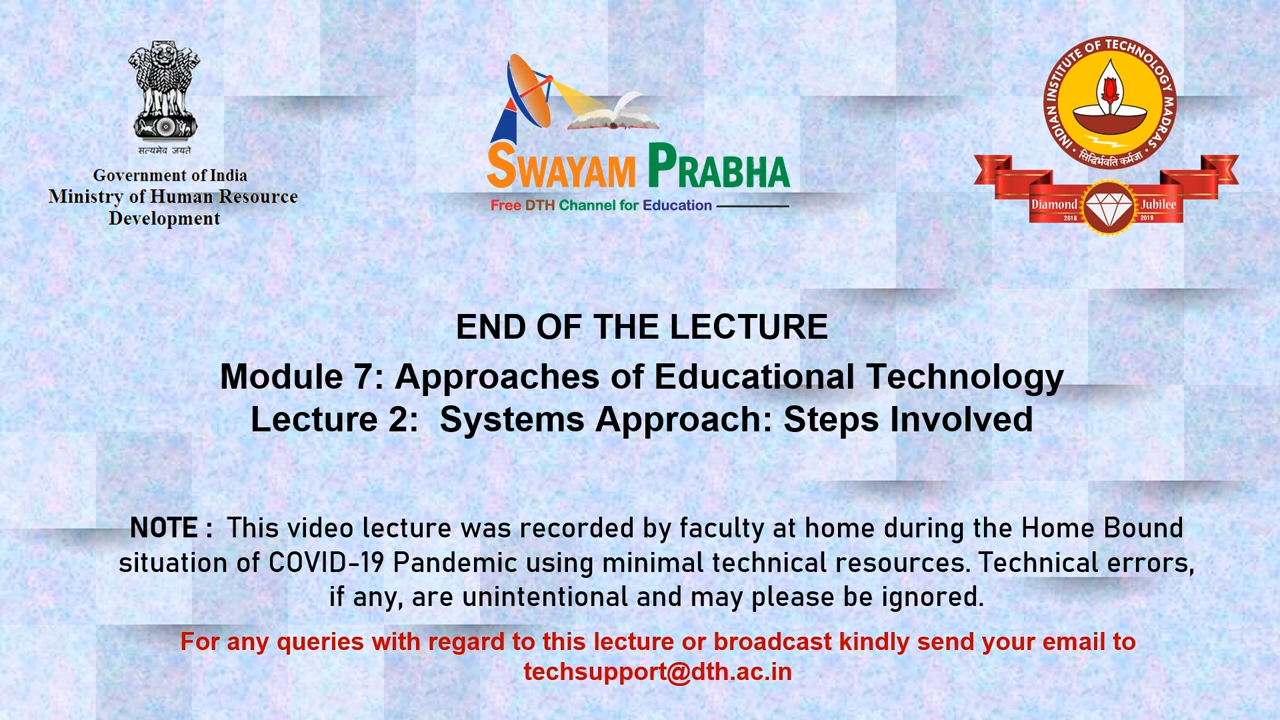 सत्यमेव जयते
Government of India
Ministry of Human Resource
Development
SWAYAM PRABHA
Free DTH Channel for Education
INDIAN INSTITUTE OF TECHNOLOGY MADRAS
सिद्धिर्भवति कर्मजा
Diamond Jubilee
2018 2019
END OF THE LECTURE
Module 7: Approaches of Educational Technology
Lecture 2: Systems Approach: Steps Involved
NOTE : This video lecture was recorded by faculty at home during the Home Bound
situation of COVID-19 Pandemic using minimal technical resources. Technical errors,
if any, are unintentional and may please be ignored.
For any queries with regard to this lecture or broadcast kindly send your email to
techsupport@dth.ac.in